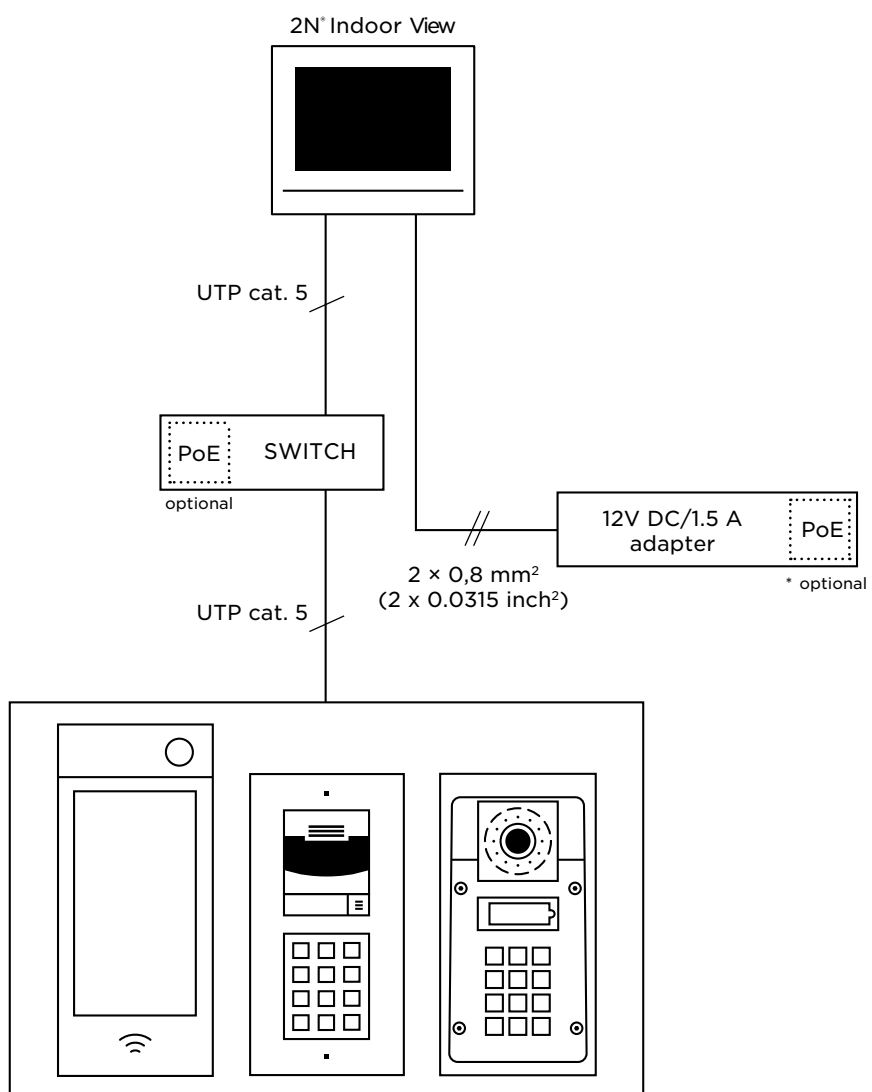 2N® Indoor View
UTP cat. 5
PoE
SWITCH
optional
12V DC/1.5 A
adapter
PoE
* optional
2 × 0,8 mm²
(2 x 0.0315 inch²)
UTP cat. 5